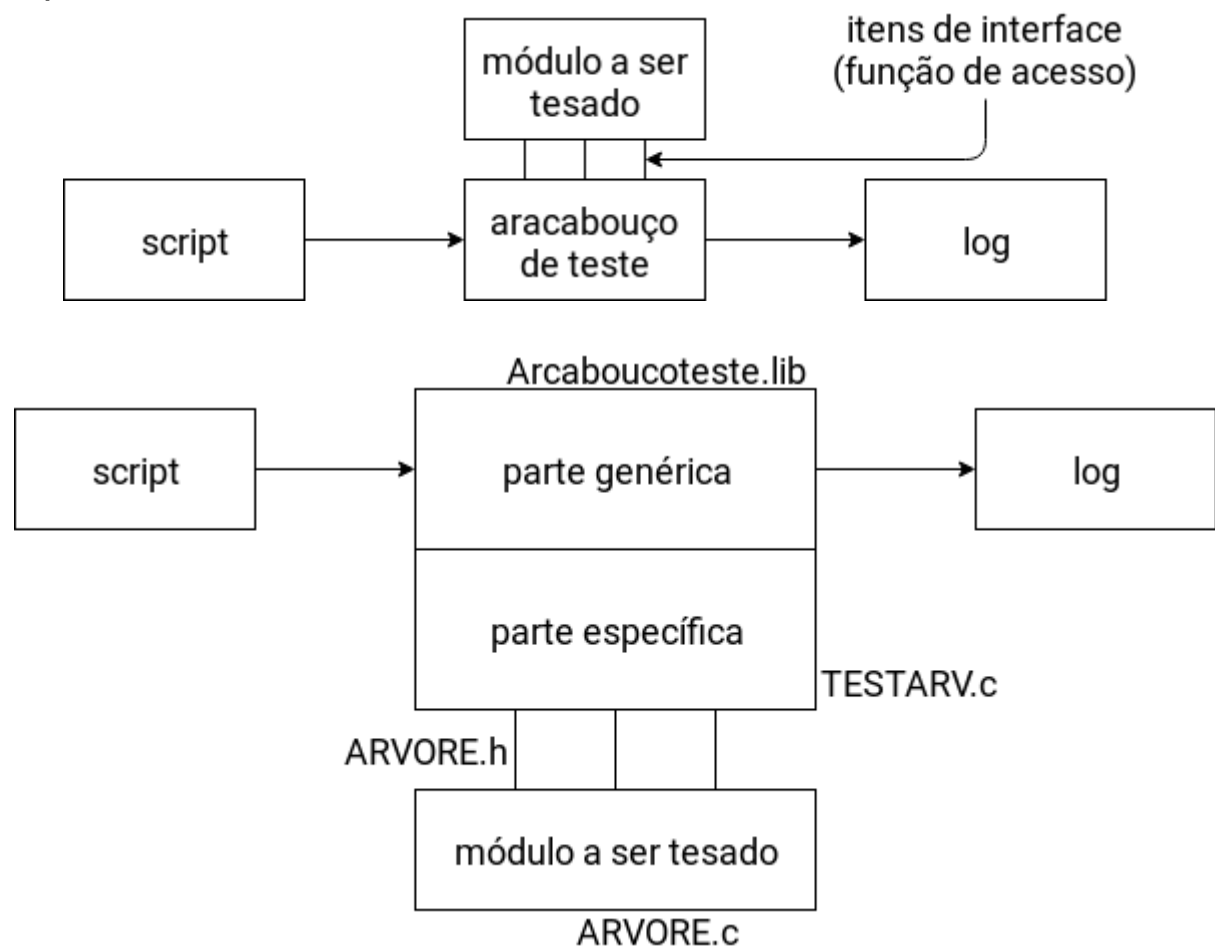 itens de interface
(função de acesso)
módulo a ser
tesado
script
aracabouço
de teste
log
Arcaboucoteste.lib
script
parte genérica
log
parte específica
TESTARV.c
ARVORE.h
módulo a ser tesado
ARVORE.c